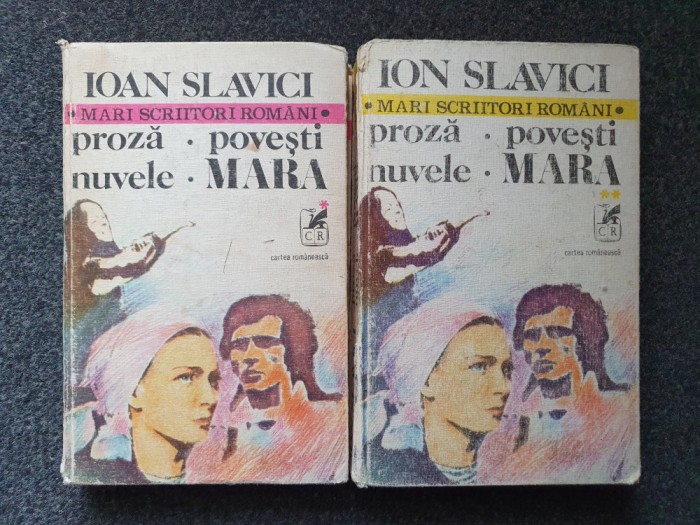 IOAN SLAVICI
• MARI SCRIITORI ROMÂNI •
proză • povești
nuvele • MARA
*
CR
cartea românească
ION SLAVICI
• MARI SCRIITORI ROMÂNI •
proză • povești
nuvele • MARA
**
CR
cartea românească